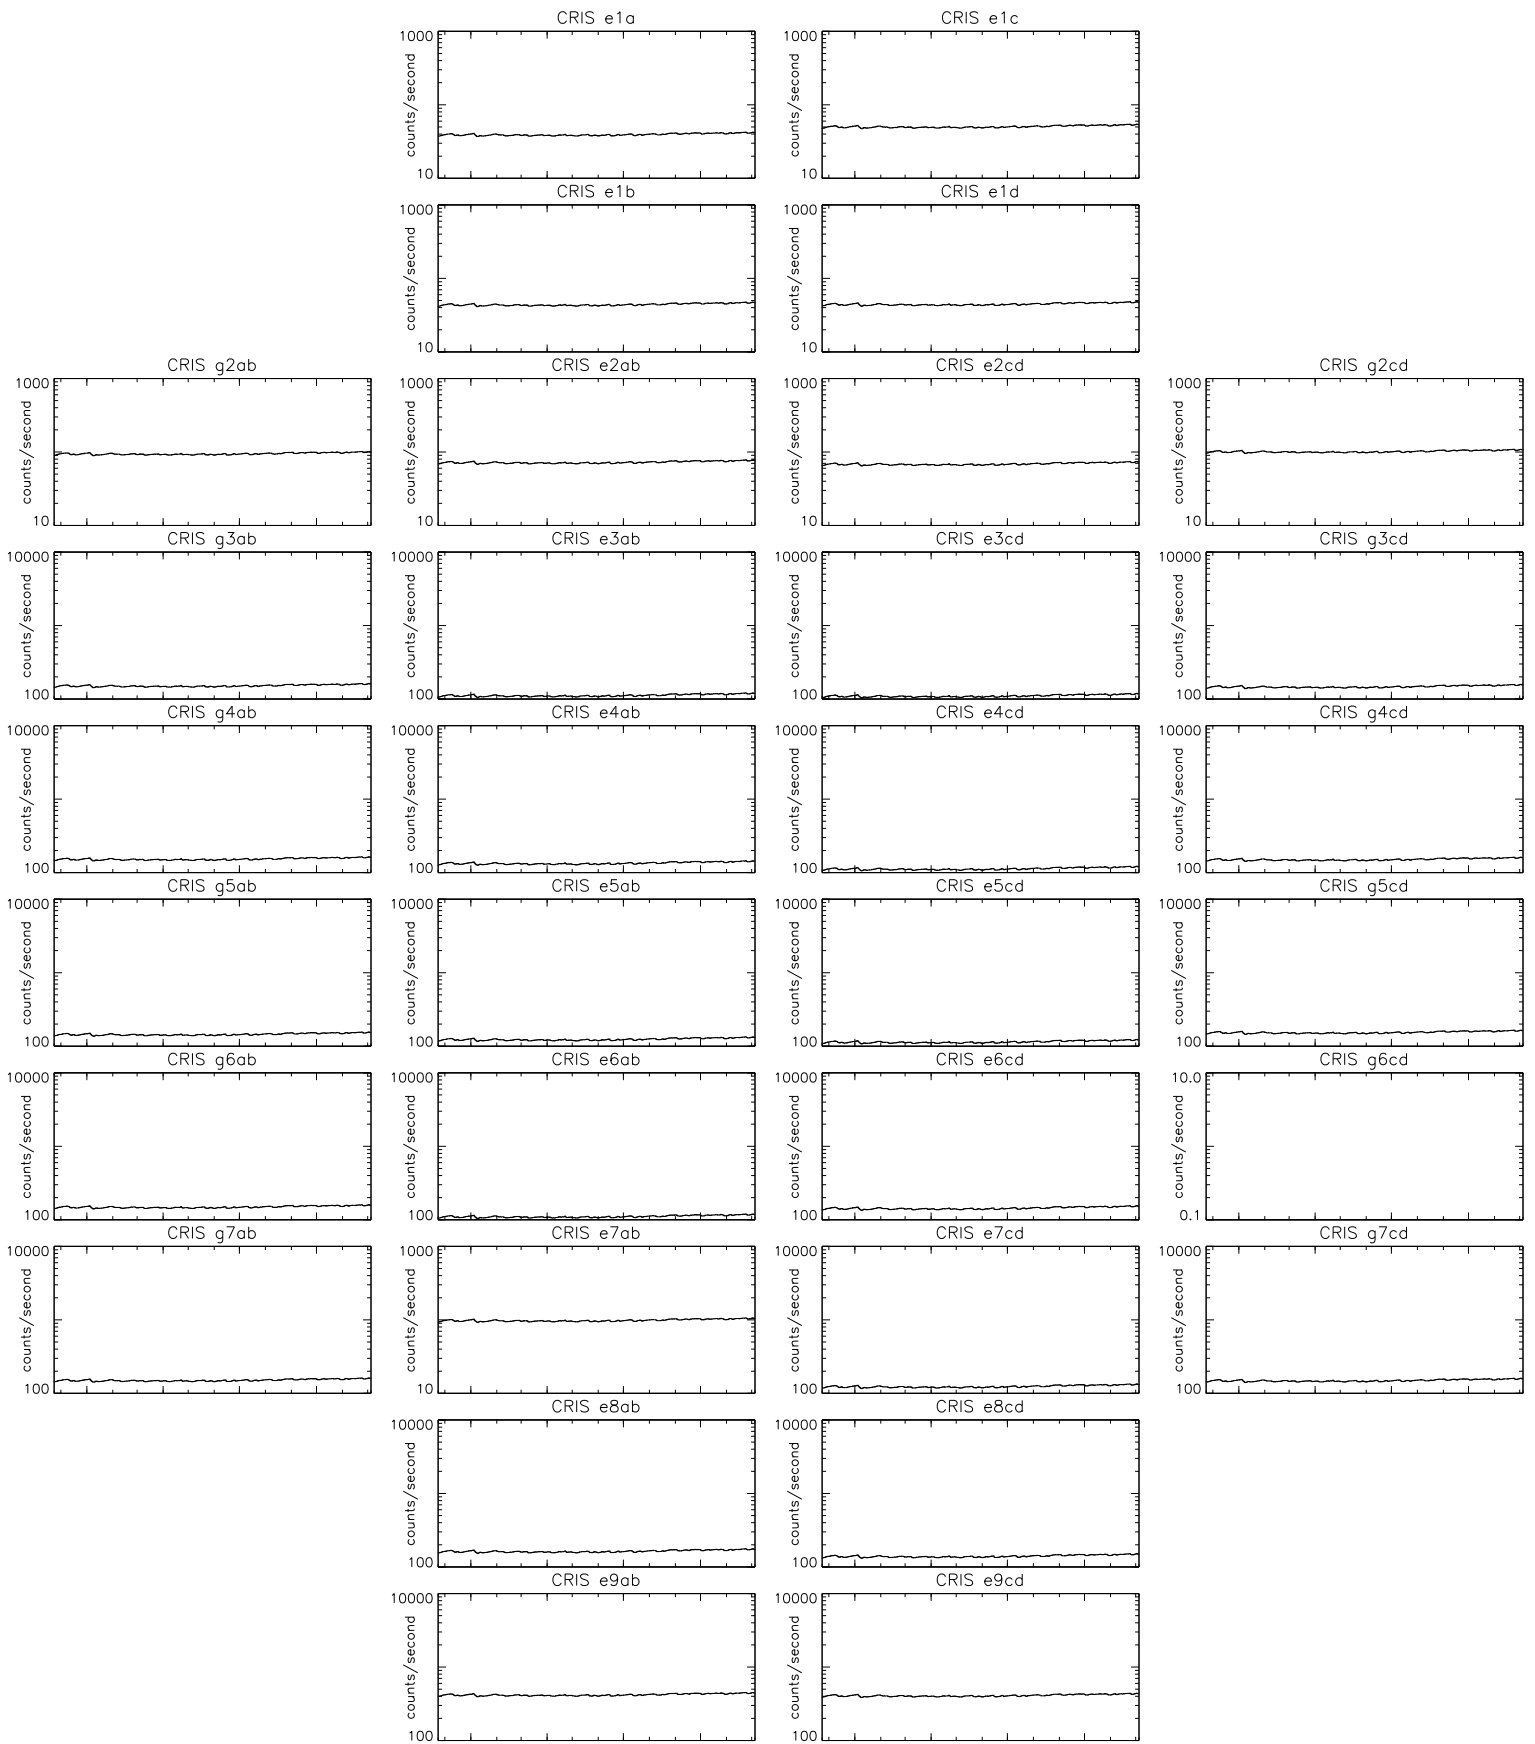 CRIS e1a
1000
counts/second
10
CRIS e1c
1000
counts/second
10
CRIS e1b
1000
counts/second
10
CRIS e1d
1000
counts/second
10
CRIS g2ab
1000
counts/second
10
CRIS e2ab
1000
counts/second
10
CRIS e2cd
1000
counts/second
10
CRIS g2cd
1000
counts/second
10
CRIS g3ab
10000
counts/second
100
CRIS e3ab
10000
counts/second
100
CRIS e3cd
10000
counts/second
100
CRIS g3cd
10000
counts/second
100
CRIS g4ab
10000
counts/second
100
CRIS e4ab
10000
counts/second
100
CRIS e4cd
10000
counts/second
100
CRIS g4cd
10000
counts/second
100
CRIS g5ab
10000
counts/second
100
CRIS e5ab
10000
counts/second
100
CRIS e5cd
10000
counts/second
100
CRIS g5cd
10000
counts/second
100
CRIS g6ab
10000
counts/second
100
CRIS e6ab
10000
counts/second
100
CRIS e6cd
10000
counts/second
100
CRIS g6cd
10.0
counts/second
0.1
CRIS g7ab
10000
counts/second
100
CRIS e7ab
1000
counts/second
10
CRIS e7cd
10000
counts/second
100
CRIS g7cd
10000
counts/second
100
CRIS e8ab
10000
counts/second
100
CRIS e8cd
10000
counts/second
100
CRIS e9ab
10000
counts/second
100
CRIS e9cd
10000
counts/second
100